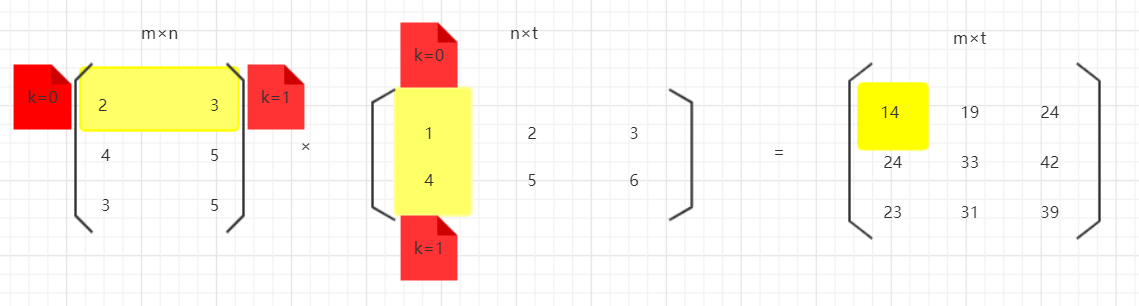 m×n
n×t
m×t
k=0
2 3
4 5
3 5
k=1
×
k=0
1 2 3
4 5 6
k=1
=
14 19 24
24 33 42
23 31 39